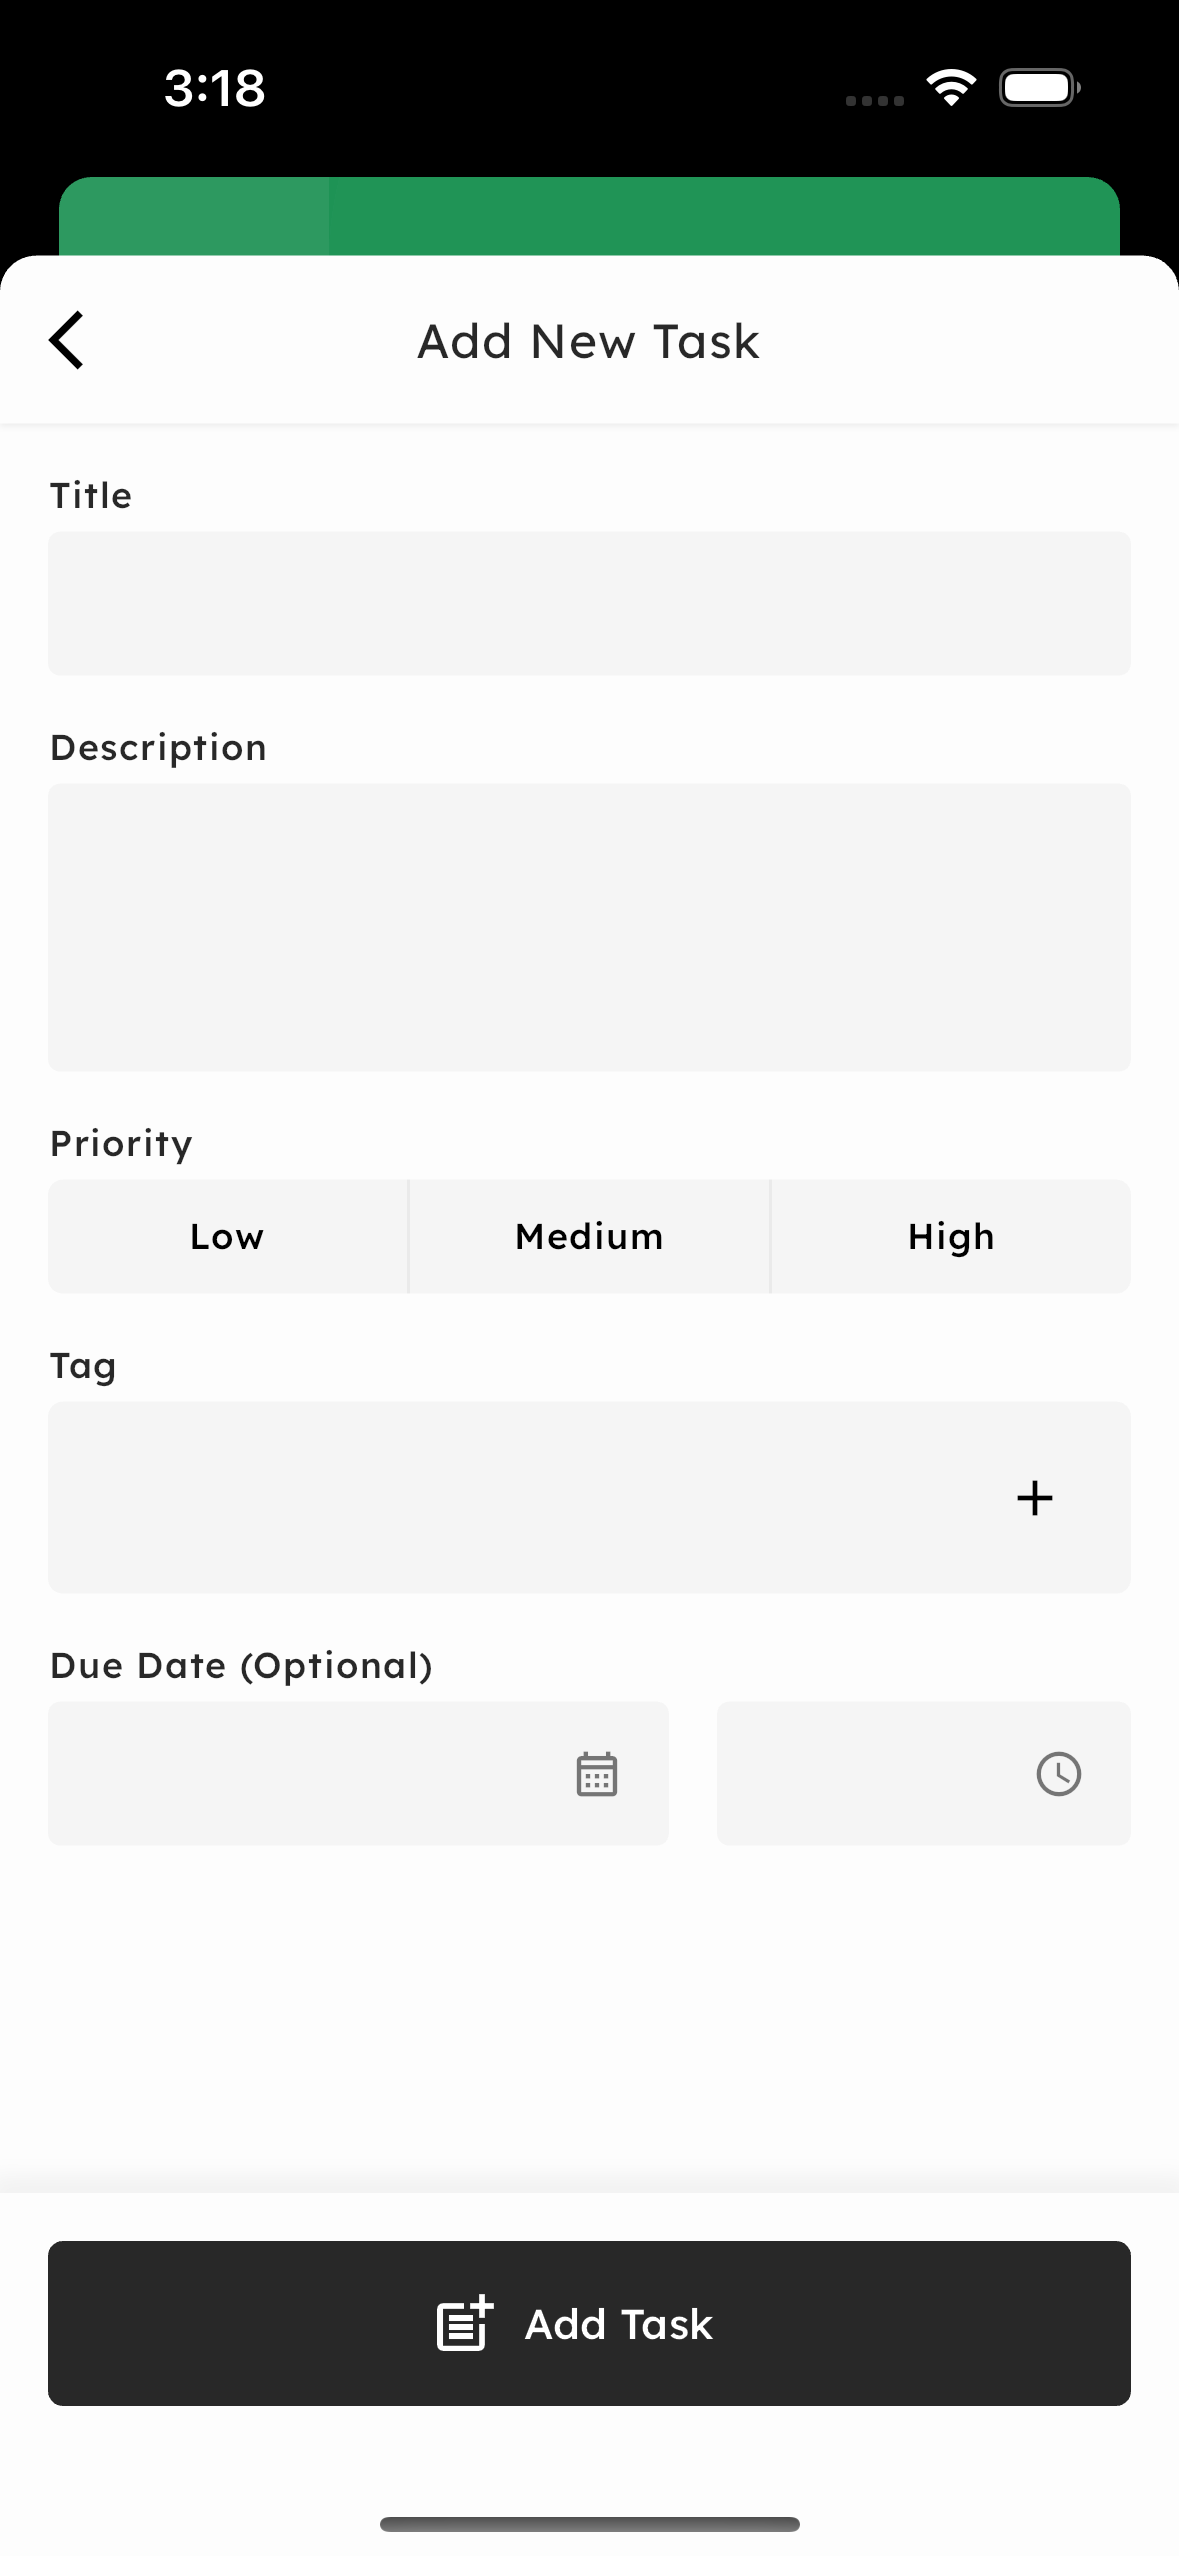 3:18
Add New Task
Title
Description
Priority
Low Medium High
Tag
Due Date (Optional)
Add Task